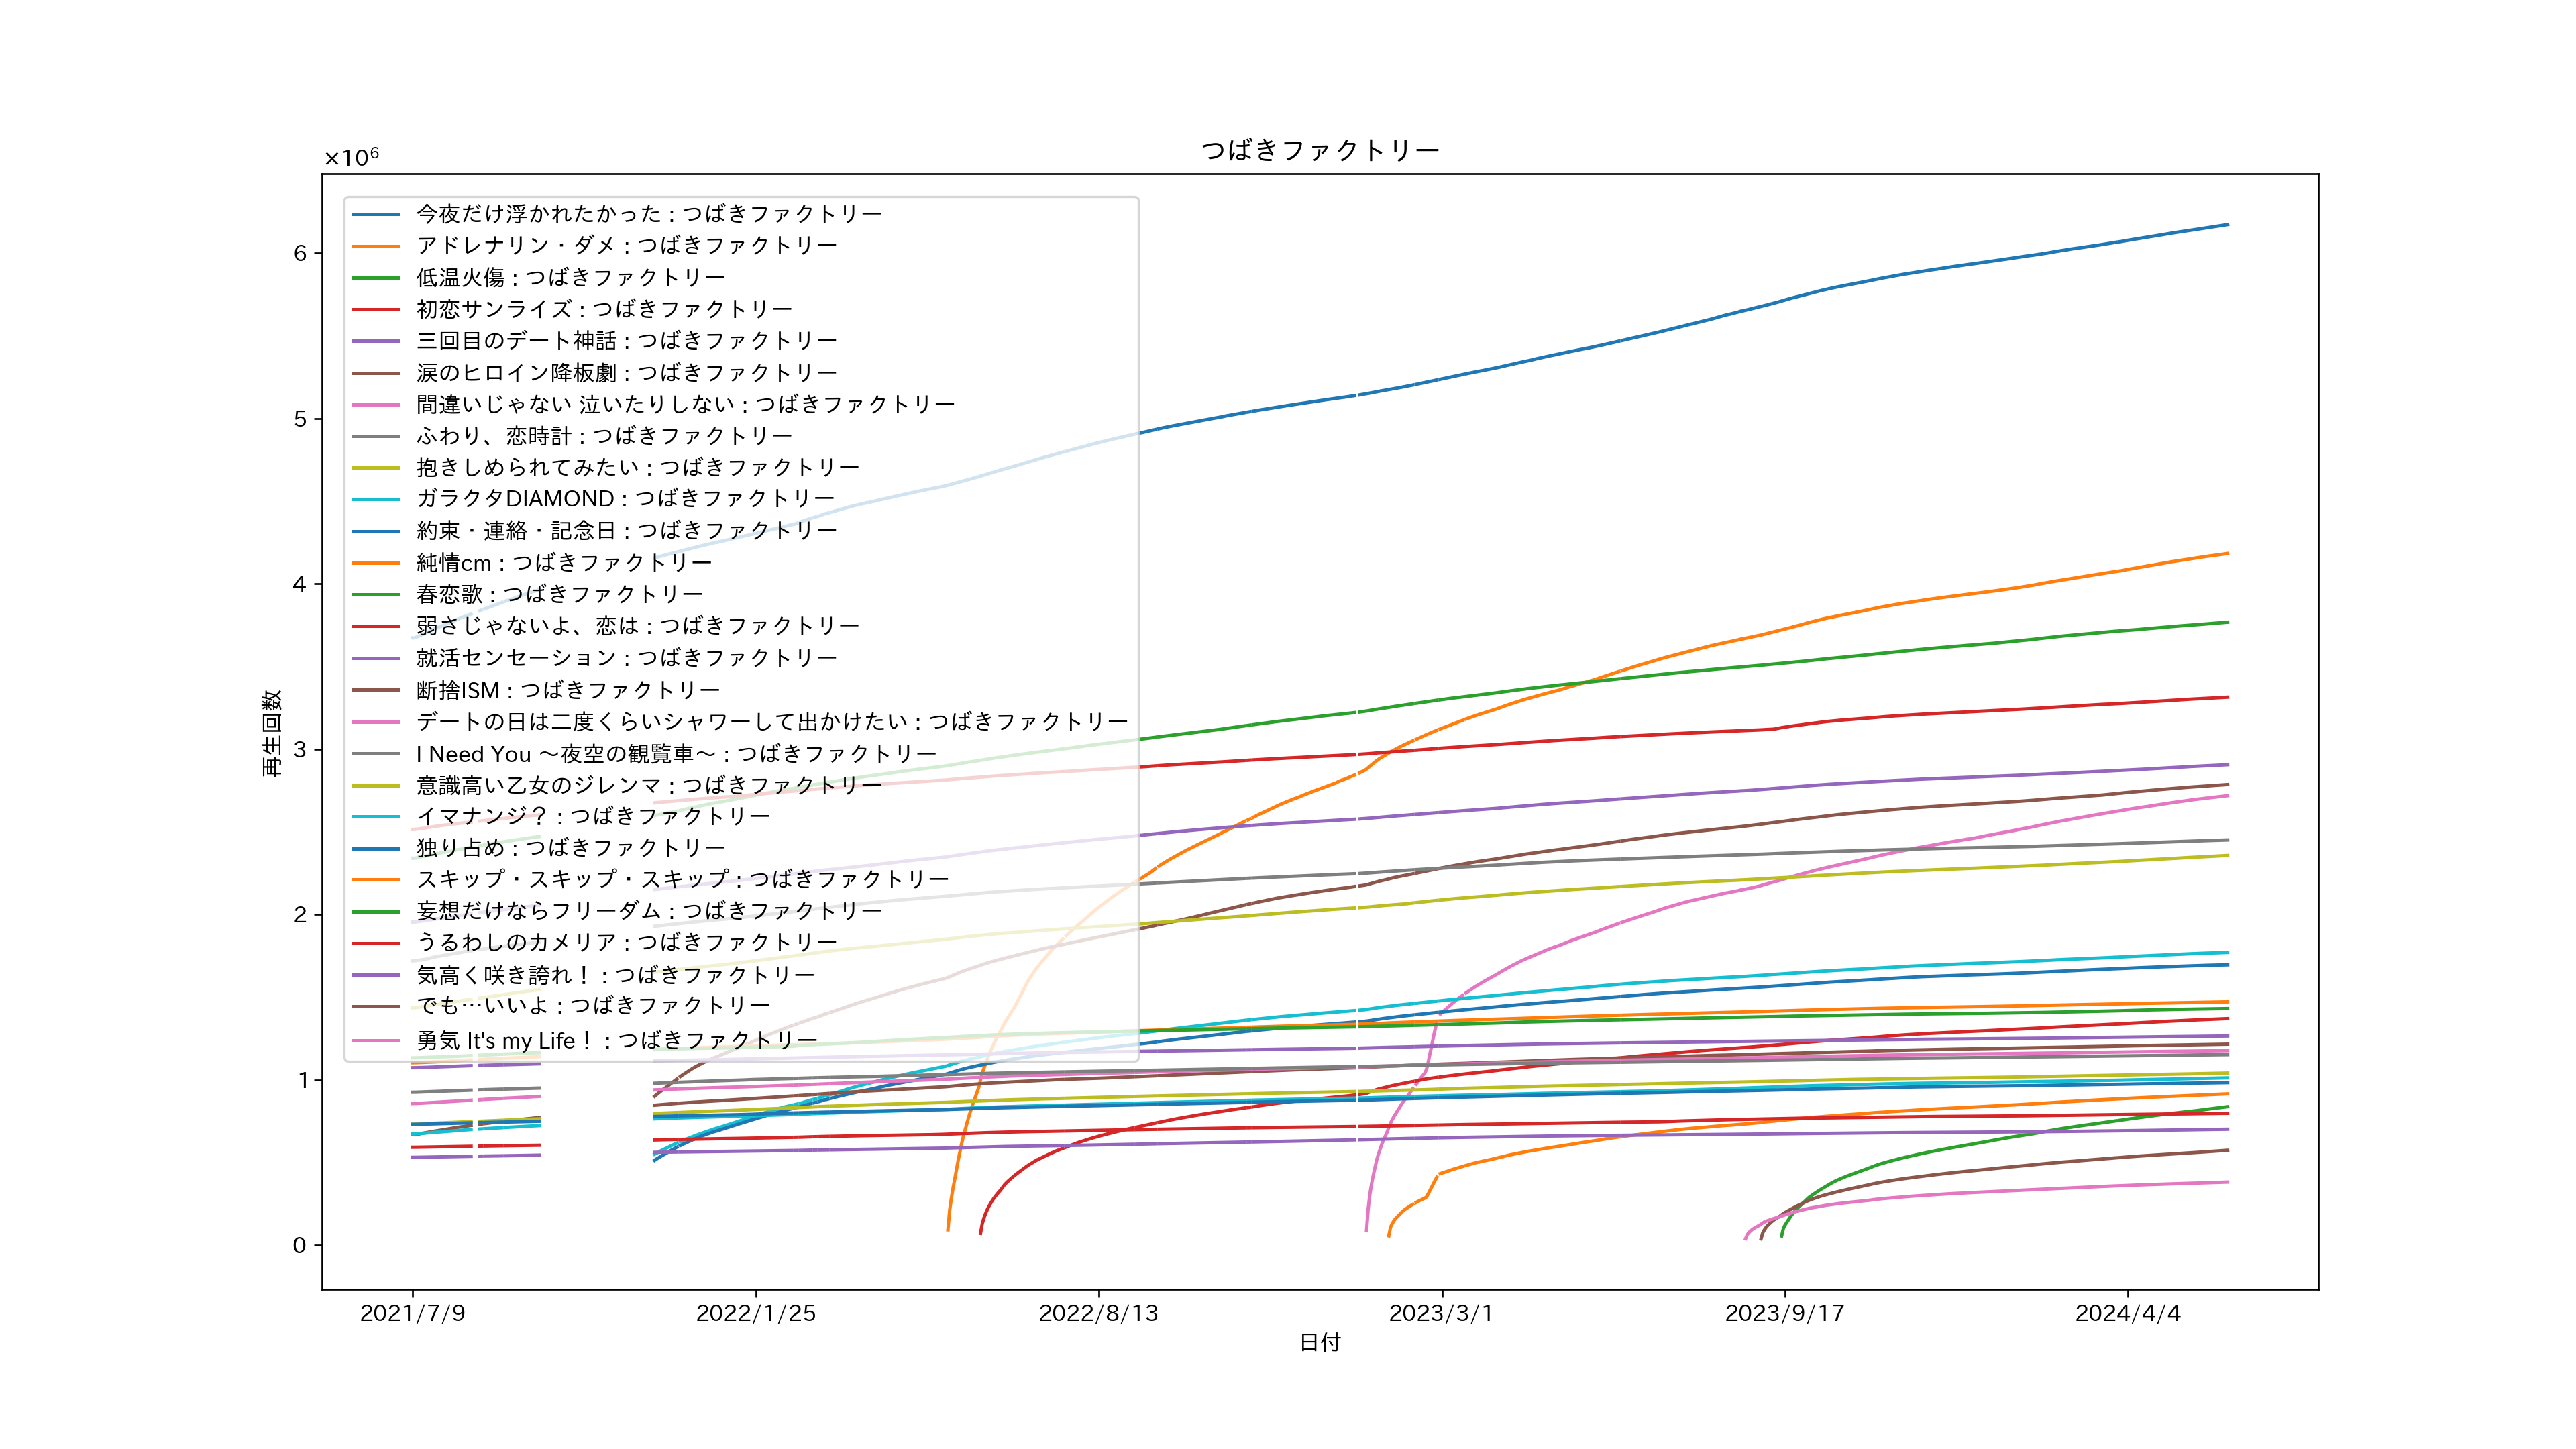 つばきファクトリー
×10⁶
今夜だけ浮かれたかった : つばきファクトリー
アドレナリン・ダメ : つばきファクトリー
低温火傷 : つばきファクトリー
初恋サンライズ : つばきファクトリー
三回目のデート神話 : つばきファクトリー
涙のヒロイン降板劇 : つばきファクトリー
間違いじゃない 泣いたりしない : つばきファクトリー
ふわり、恋時計 : つばきファクトリー
抱きしめられてみたい : つばきファクトリー
ガラクタDIAMOND : つばきファクトリー
約束・連絡・記念日 : つばきファクトリー
純情cm : つばきファクトリー
春恋歌 : つばきファクトリー
弱さじゃないよ、恋は : つばきファクトリー
就活センセーション : つばきファクトリー
断捨ISM : つばきファクトリー
デートの日は二度くらいシャワーして出かけたい : つばきファクトリー
I Need You 〜夜空の観覧車〜 : つばきファクトリー
意識高い乙女のジレンマ : つばきファクトリー
イマナンジ？ : つばきファクトリー
独り占め : つばきファクトリー
スキップ・スキップ・スキップ : つばきファクトリー
妄想だけならフリーダム : つばきファクトリー
うるわしのカメリア : つばきファクトリー
気高く咲き誇れ！ : つばきファクトリー
でも…いいよ : つばきファクトリー
勇気 It's my Life！ : つばきファクトリー
6
5
4
3
2
1
0
再生回数
2021/7/9
2022/1/25
2022/8/13
2023/3/1
2023/9/17
2024/4/4
日付